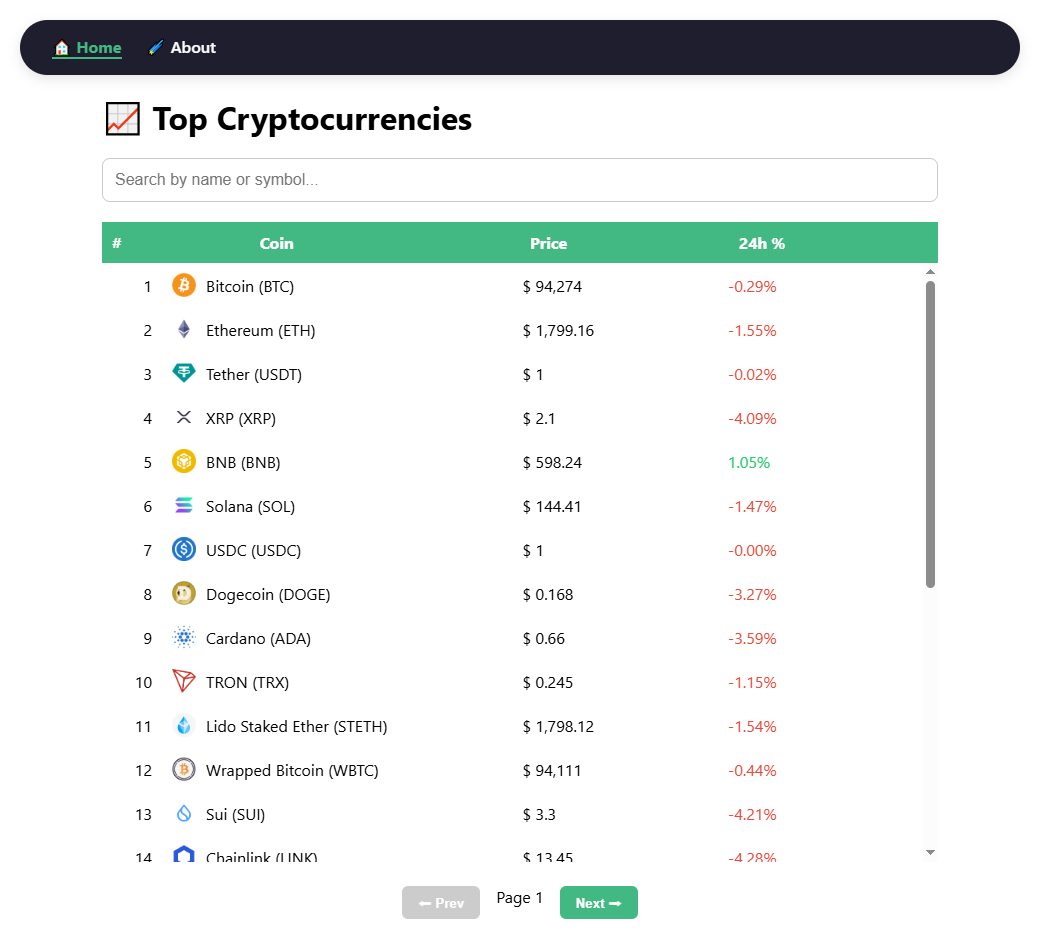 Home About
Top Cryptocurrencies
Search by name or symbol...
# Coin Price 24h %
1 Bitcoin (BTC) $ 94,274 -0.29%
2 Ethereum (ETH) $ 1,799.16 -1.55%
3 Tether (USDT) $ 1 -0.02%
4 XRP (XRP) $ 2.1 -4.09%
5 BNB (BNB) $ 598.24 1.05%
6 Solana (SOL) $ 144.41 -1.47%
7 USDC (USDC) $ 1 -0.00%
8 Dogecoin (DOGE) $ 0.168 -3.27%
9 Cardano (ADA) $ 0.66 -3.59%
10 TRON (TRX) $ 0.245 -1.15%
11 Lido Staked Ether (STETH) $ 1,798.12 -1.54%
12 Wrapped Bitcoin (WBTC) $ 94,111 -0.44%
13 Sui (SUI) $ 3.3 -4.21%
14 Chainlink (LINK) $ 13.45 -4.28%
← Prev Page 1 Next →